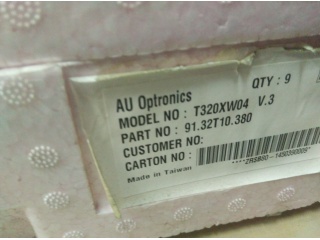 AU Optronics QTY : 9
MODEL NO : T320XW04 V.3
PART NO : 91.32T10.380
CUSTOMER NO:
CARTON NO :
Made in Taiwan